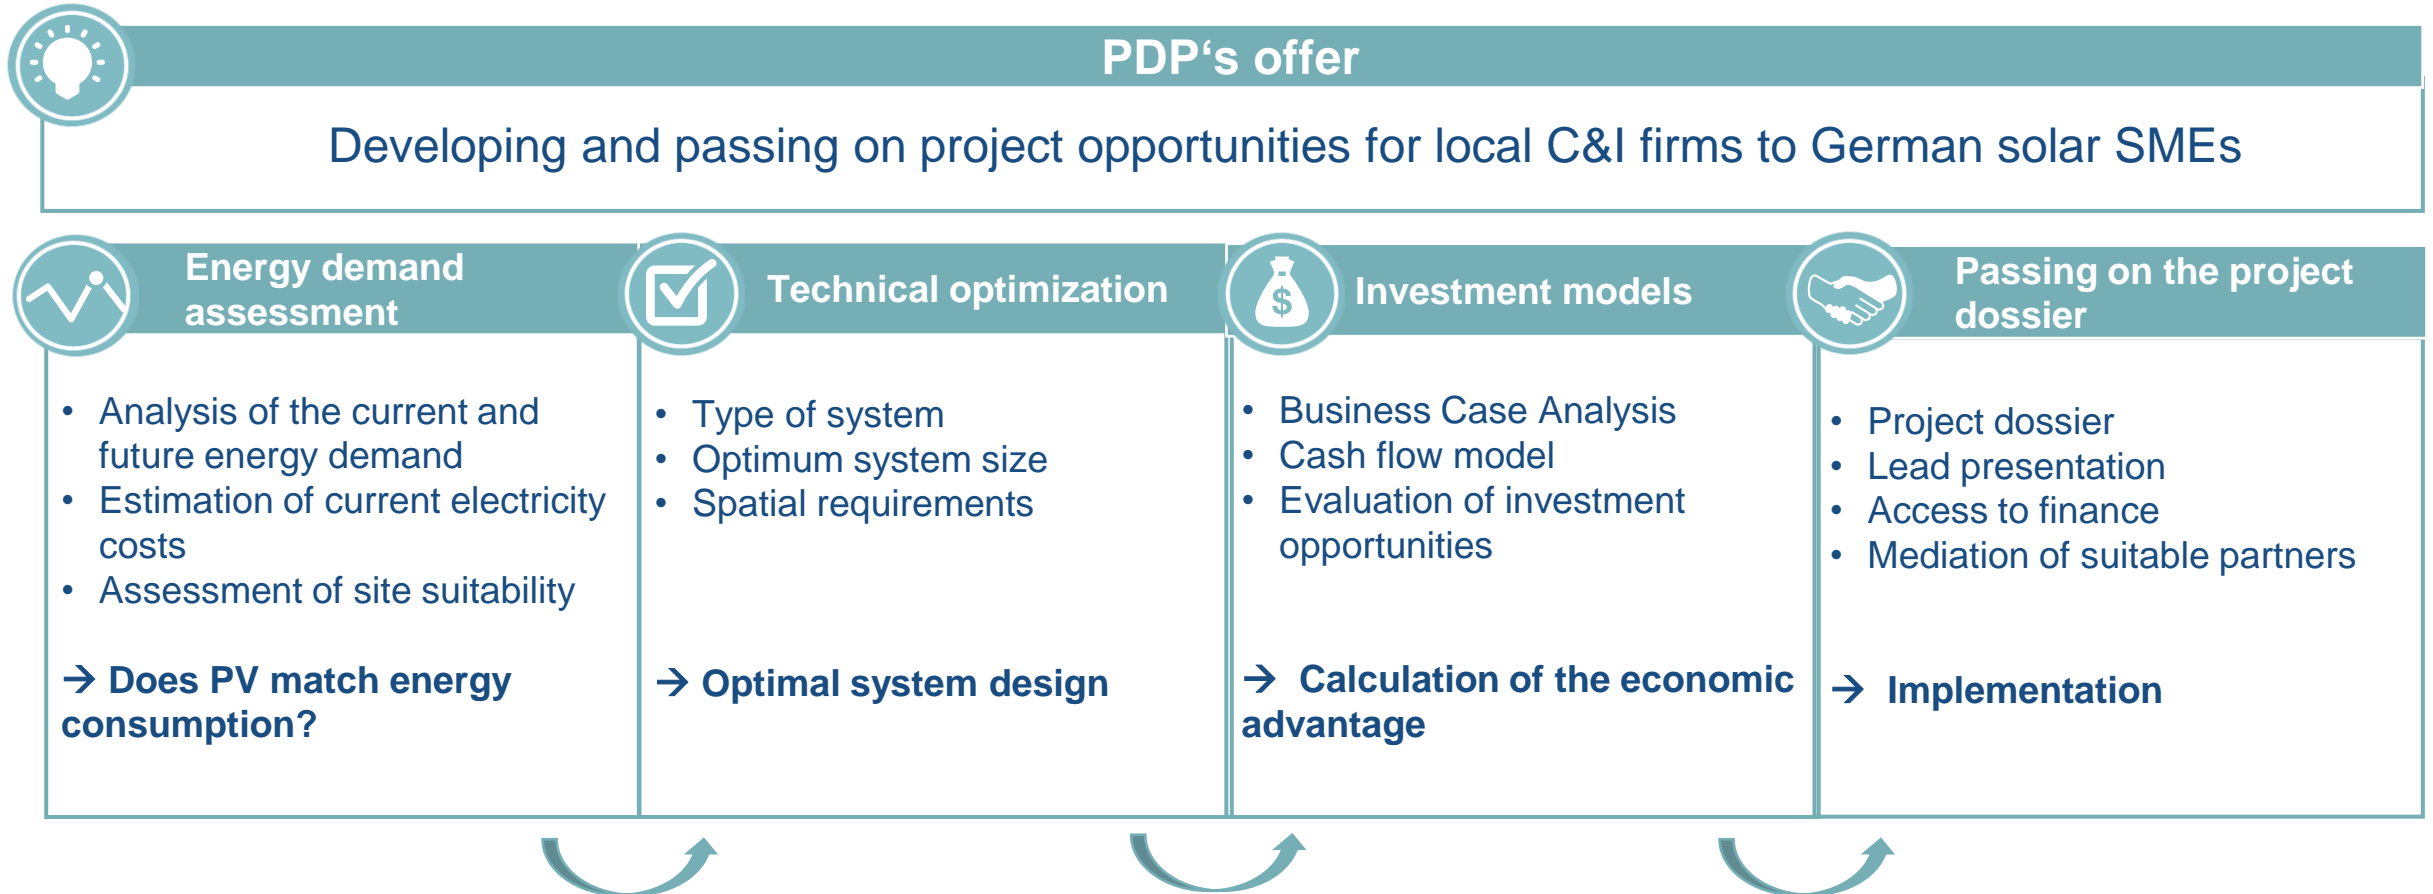 PDP‘s offer
Developing and passing on project opportunities for local C&I firms to German solar SMEs
Energy demand
assessment
• Analysis of the current and
future energy demand
• Estimation of current electricity
costs
• Assessment of site suitability
→ Does PV match energy
consumption?
Technical optimization
• Type of system
• Optimum system size
• Spatial requirements
→ Optimal system design
$
Investment models
• Business Case Analysis
• Cash flow model
• Evaluation of investment
opportunities
→ Calculation of the economic
advantage
Passing on the project
dossier
• Project dossier
• Lead presentation
• Access to finance
• Mediation of suitable partners
→ Implementation